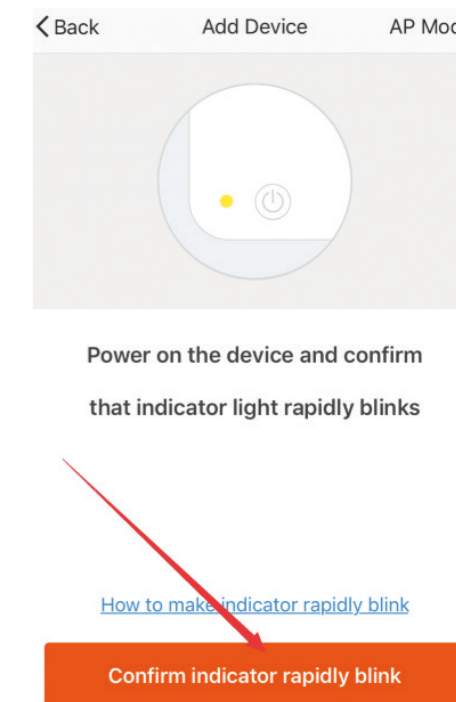 Back Add Device AP Mod
Power on the device and confirm
that indicator light rapidly blinks
How to make indicator rapidly blink
Confirm indicator rapidly blink